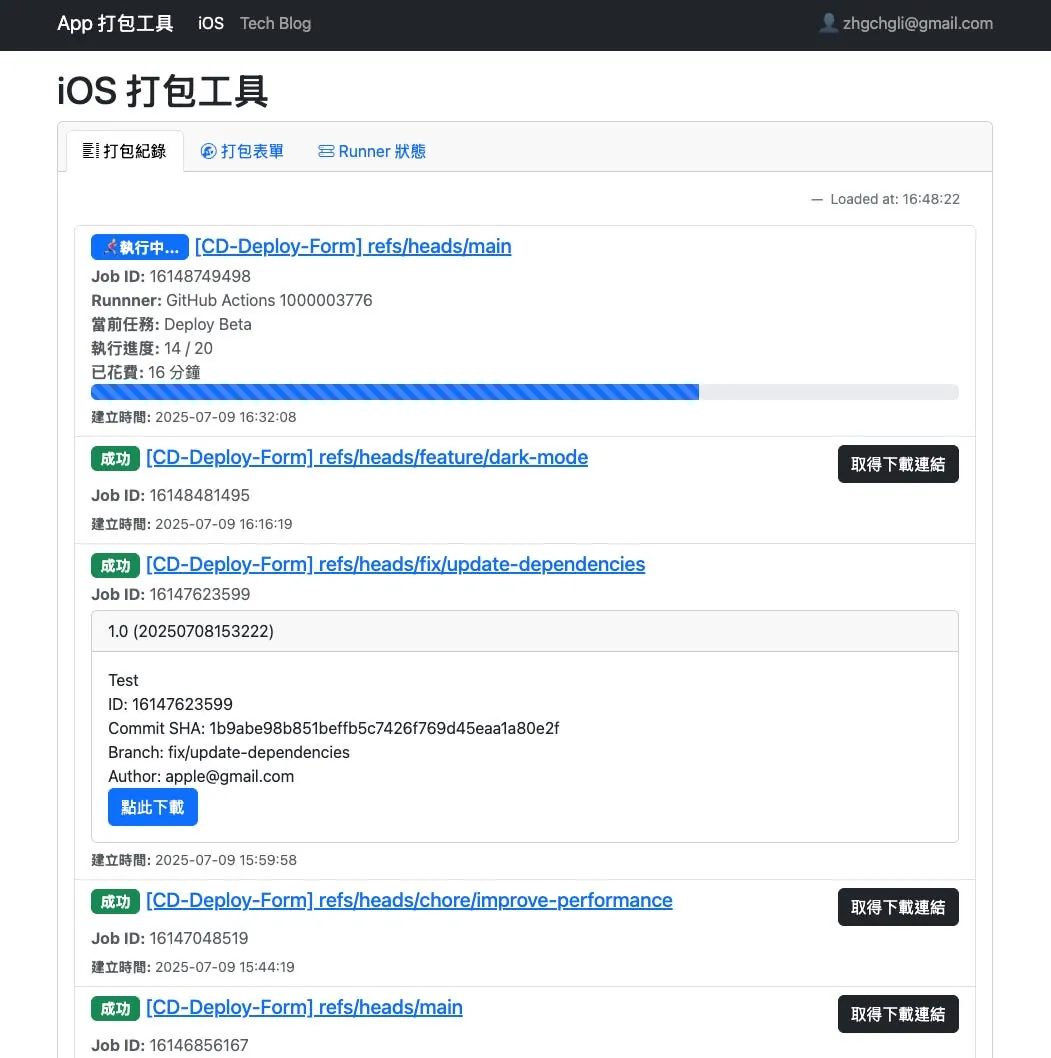 App 打包工具 iOS Tech Blog 👤 zhgchgli@gmail.com
iOS 打包工具
打包紀錄 打包表單 Runner 狀態
— Loaded at: 16:48:22
執行中... [CD-Deploy-Form] refs/heads/main
Job ID: 16148749498
Runnner: GitHub Actions 1000003776
當前任務: Deploy Beta
執行進度: 14 / 20
已花費: 16 分鐘
建立時間: 2025-07-09 16:32:08
成功 [CD-Deploy-Form] refs/heads/feature/dark-mode 取得下載連結
Job ID: 16148481495
建立時間: 2025-07-09 16:16:19
成功 [CD-Deploy-Form] refs/heads/fix/update-dependencies
Job ID: 16147623599
1.0 (20250708153222)
Test
ID: 16147623599
Commit SHA: 1b9abe98b851beffb5c7426f769d45eaa1a80e2f
Branch: fix/update-dependencies
Author: apple@gmail.com
點此下載
建立時間: 2025-07-09 15:59:58
成功 [CD-Deploy-Form] refs/heads/chore/improve-performance 取得下載連結
Job ID: 16147048519
建立時間: 2025-07-09 15:44:19
成功 [CD-Deploy-Form] refs/heads/main 取得下載連結
Job ID: 16146856167